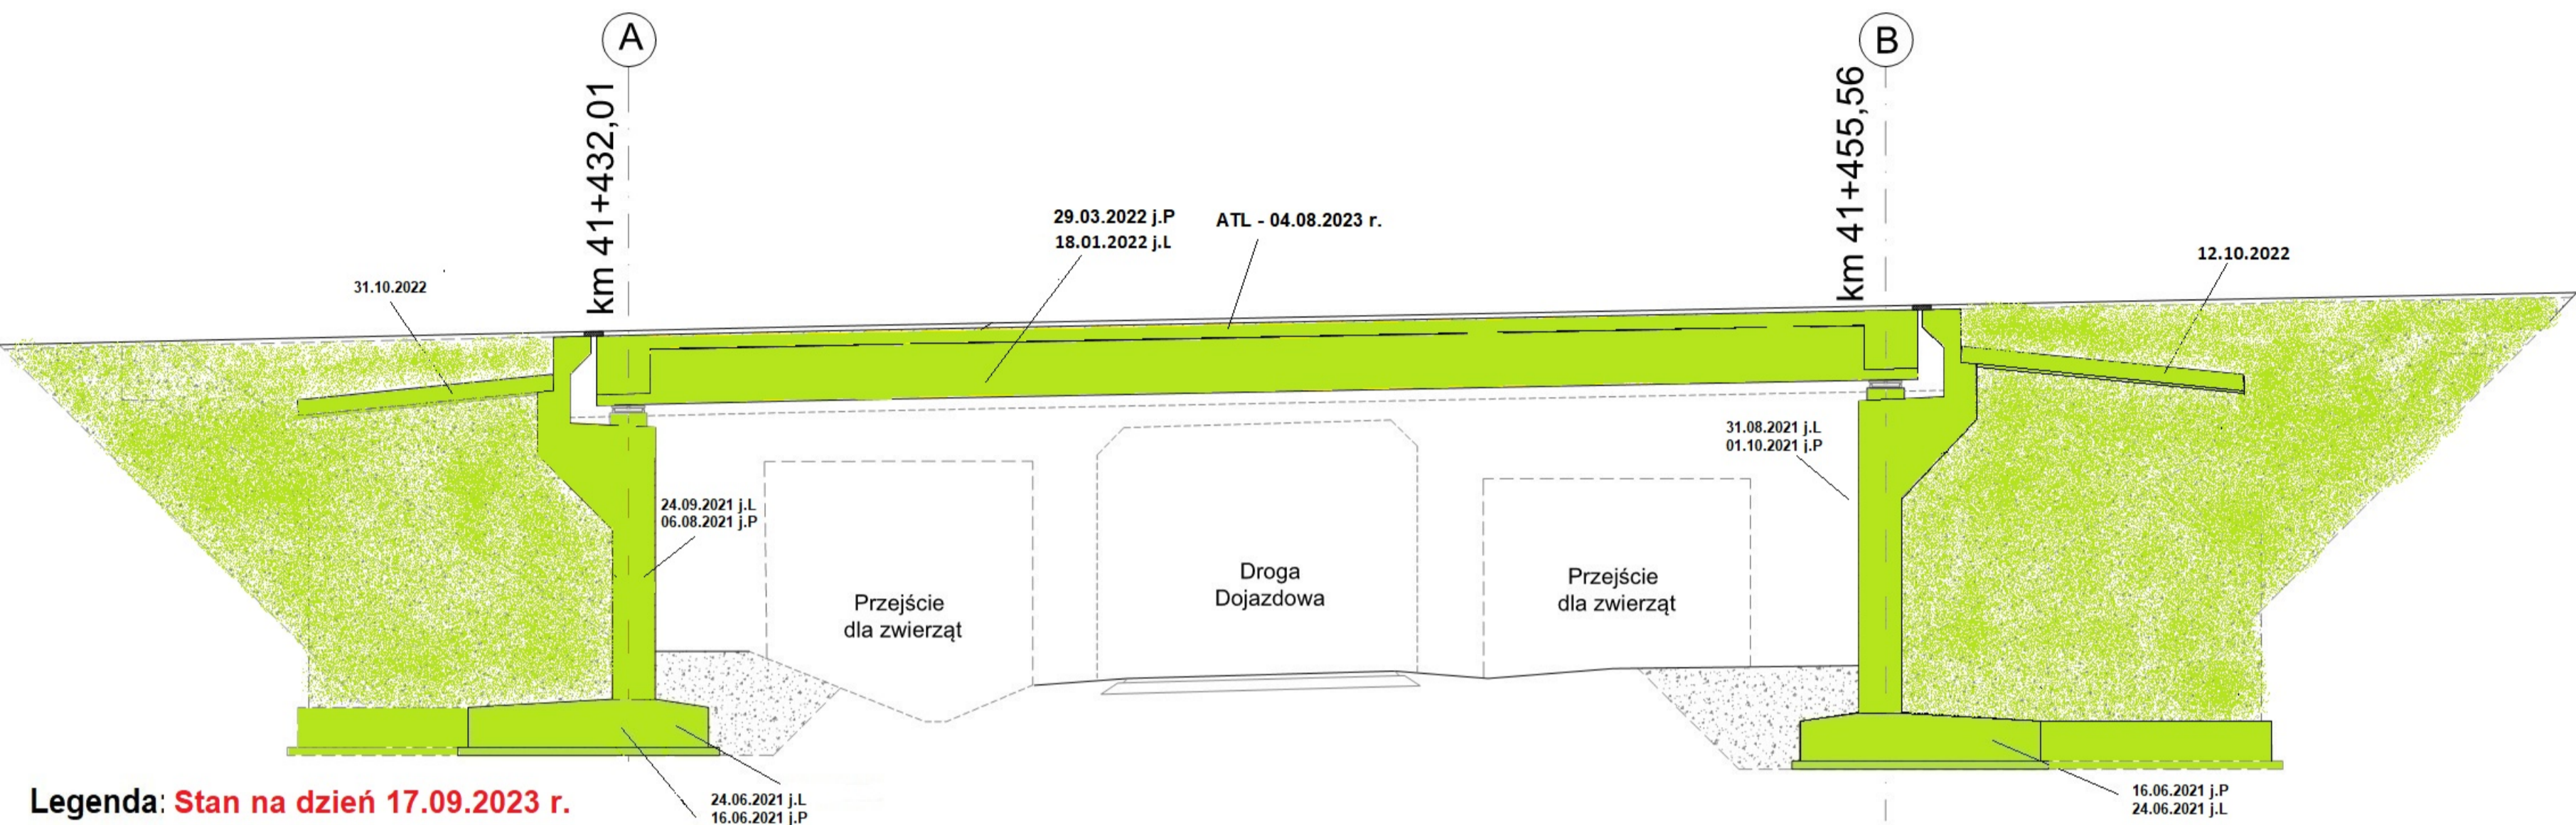 A
B
km 41+432,01
km 41+455,56
29.03.2022 j.P
18.01.2022 j.L
ATL - 04.08.2023 r.
12.10.2022
31.10.2022
31.08.2021 j.L
01.10.2021 j.P
24.09.2021 j.L
06.08.2021 j.P
Przejście
dla zwierząt
Droga
Dojazdowa
Przejście
dla zwierząt
24.06.2021 j.L
16.06.2021 j.P
16.06.2021 j.P
24.06.2021 j.L
Legenda: Stan na dzień 17.09.2023 r.